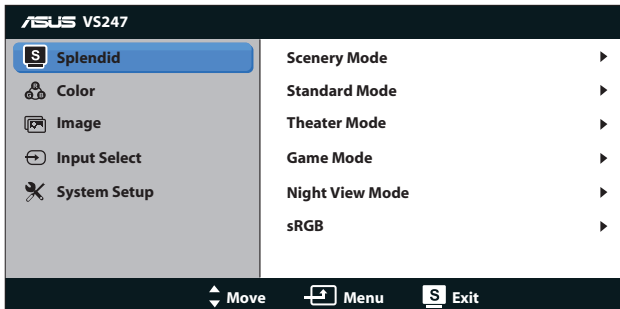 ASUS VS247
S Splendid
Color
Image
Input Select
System Setup
Scenery Mode
Standard Mode
Theater Mode
Game Mode
Night View Mode
sRGB
Move Menu S Exit